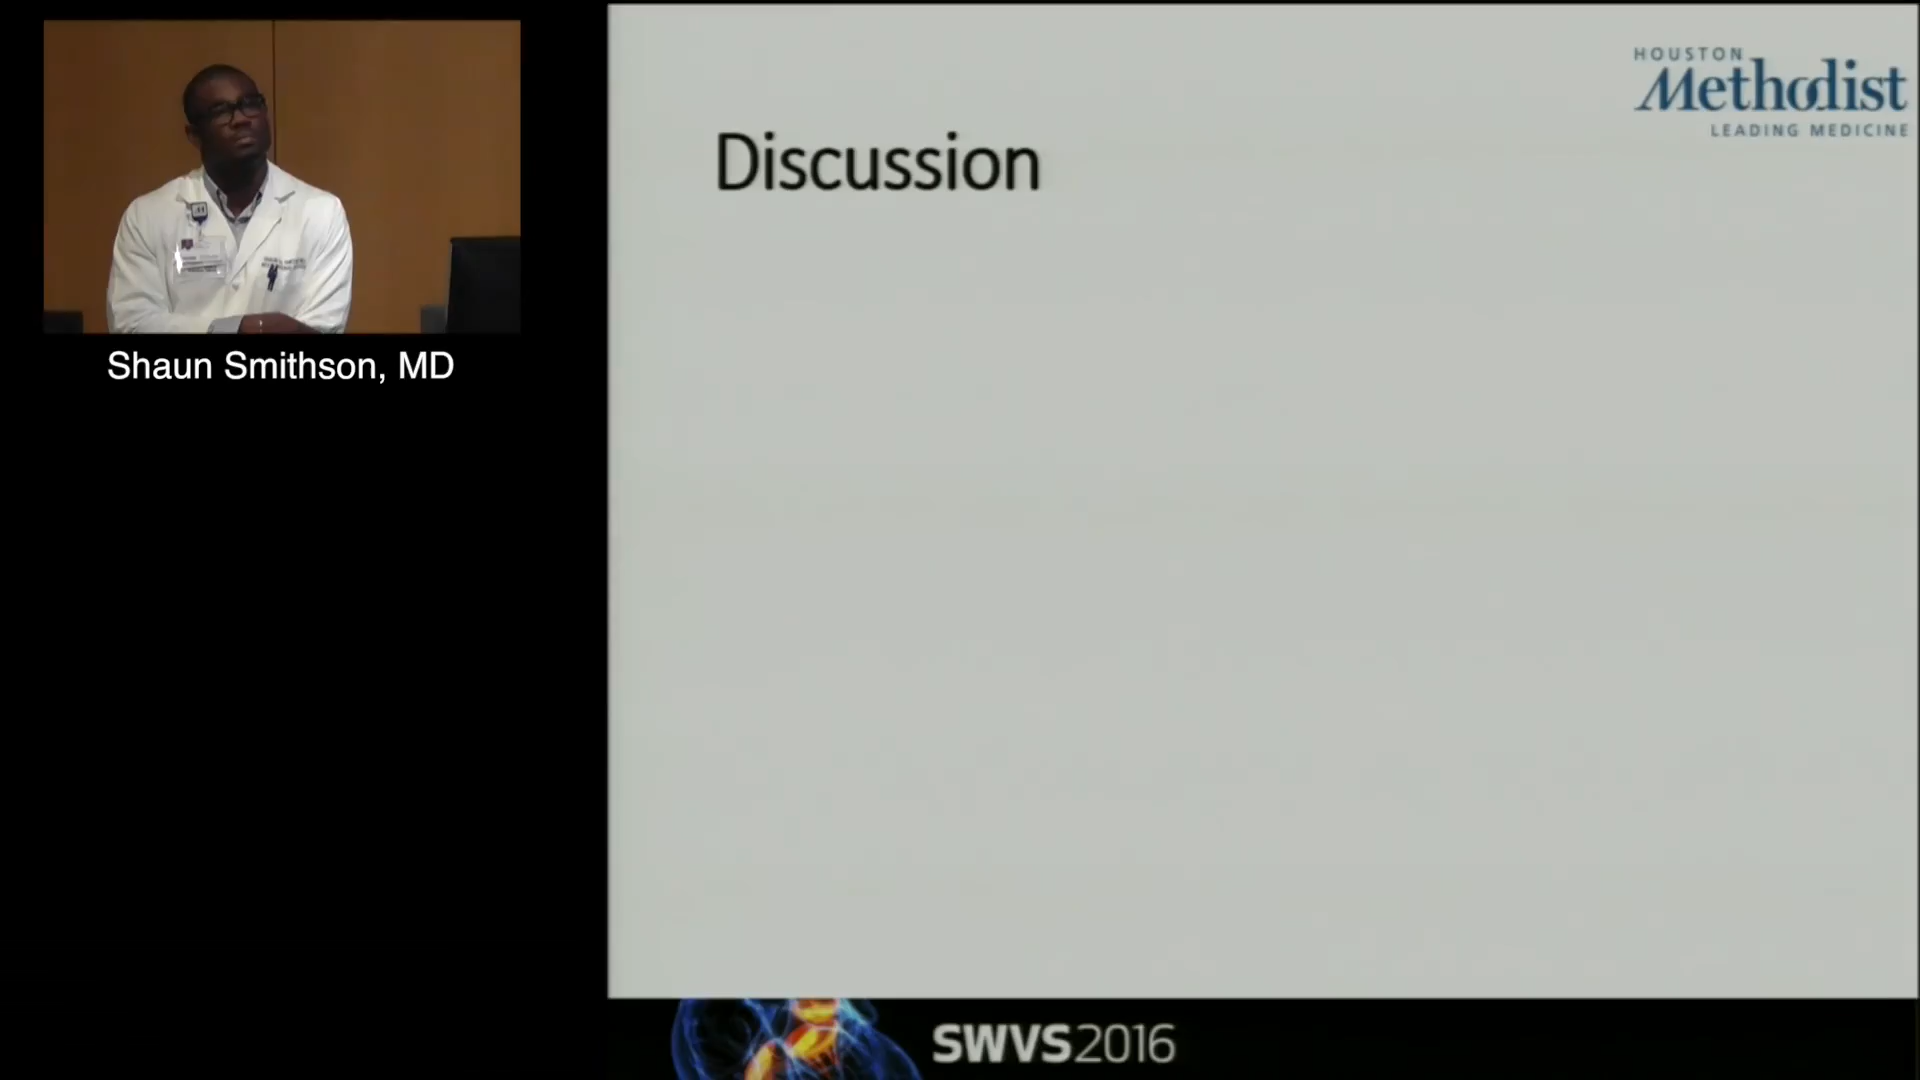 Shaun Smithson, MD
HOUSTON
Methodist
LEADING MEDICINE
Discussion
SWVS2016